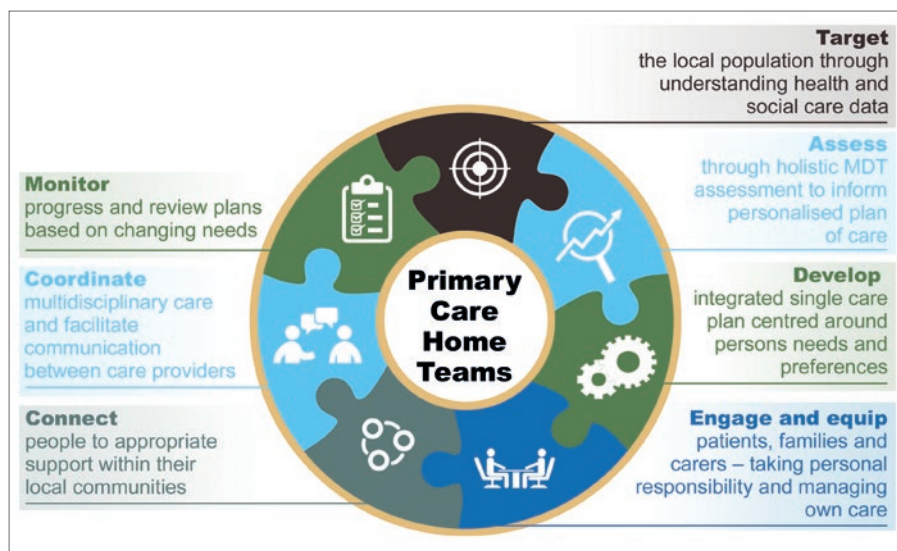 Target
the local population through
understanding health and
social care data
Assess
through holistic MDT
assessment to inform
personalised plan
of care
Develop
integrated single care
plan centred around
persons needs and
preferences
Engage and equip
patients, families and
carers – taking personal
responsibility and managing
own care
Connect
people to appropriate
support within their
local communities
Coordinate
multidisciplinary care
and facilitate
communication
between care providers
Monitor
progress and review plans
based on changing needs
Primary
Care
Home
Teams